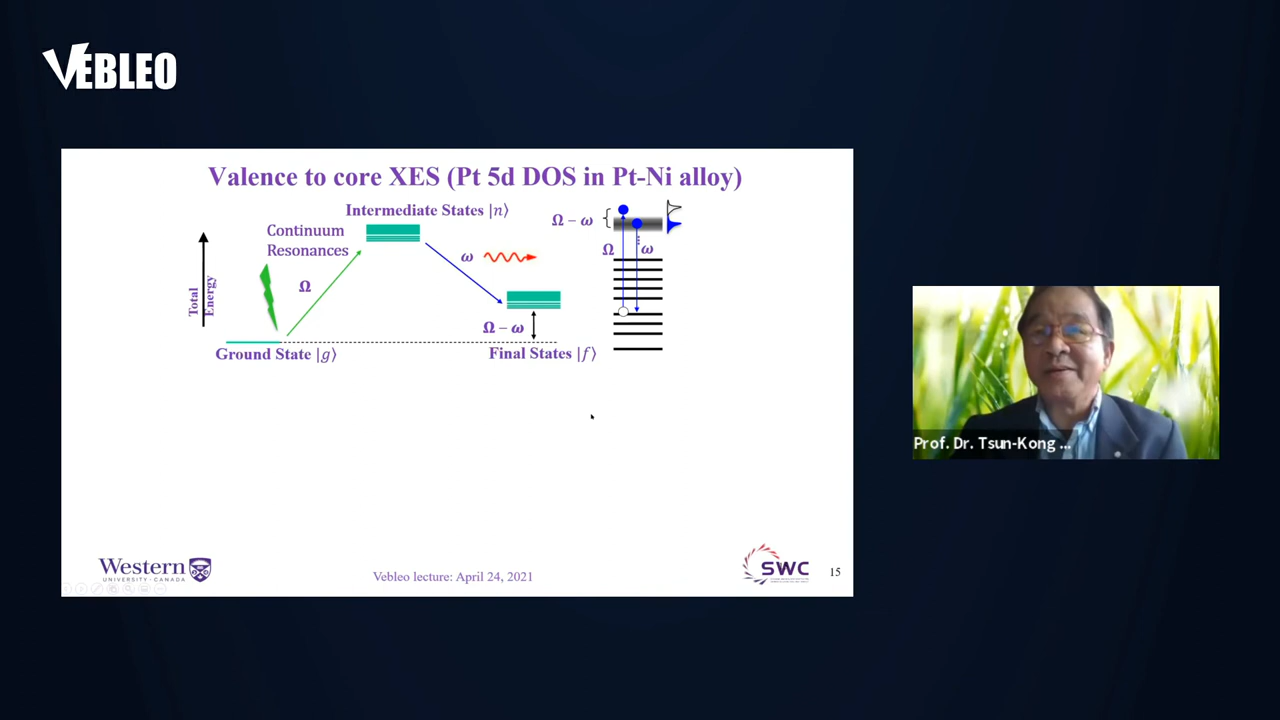 VEBLEO
Valence to core XES (Pt 5d DOS in Pt-Ni alloy)
Intermediate States |n⟩
Continuum
Resonances
Ω
ω
Total
Energy
Ω − ω
Ground State |g⟩
Final States |f⟩
Ω − ω
Ω
ω
Western
UNIVERSITY · CANADA
Vebleo lecture: April 24, 2021
SWC
15
Prof. Dr. Tsun-Kong ...